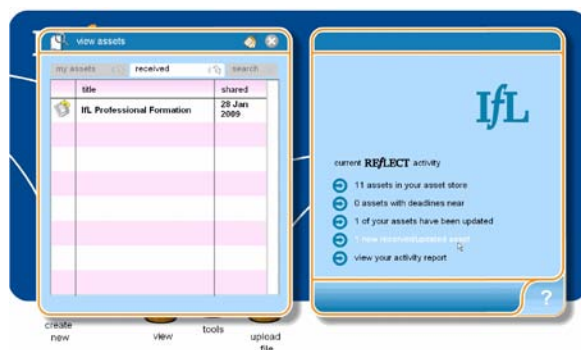 view assets
my assets received search
title shared
IfL Professional Formation 28 Jan 2009
IfL
current REfLECT activity
11 assets in your asset store
0 assets with deadlines near
1 of your assets have been updated
1 new received/updated asset
view your activity report
?
create new
view
tools
upload file